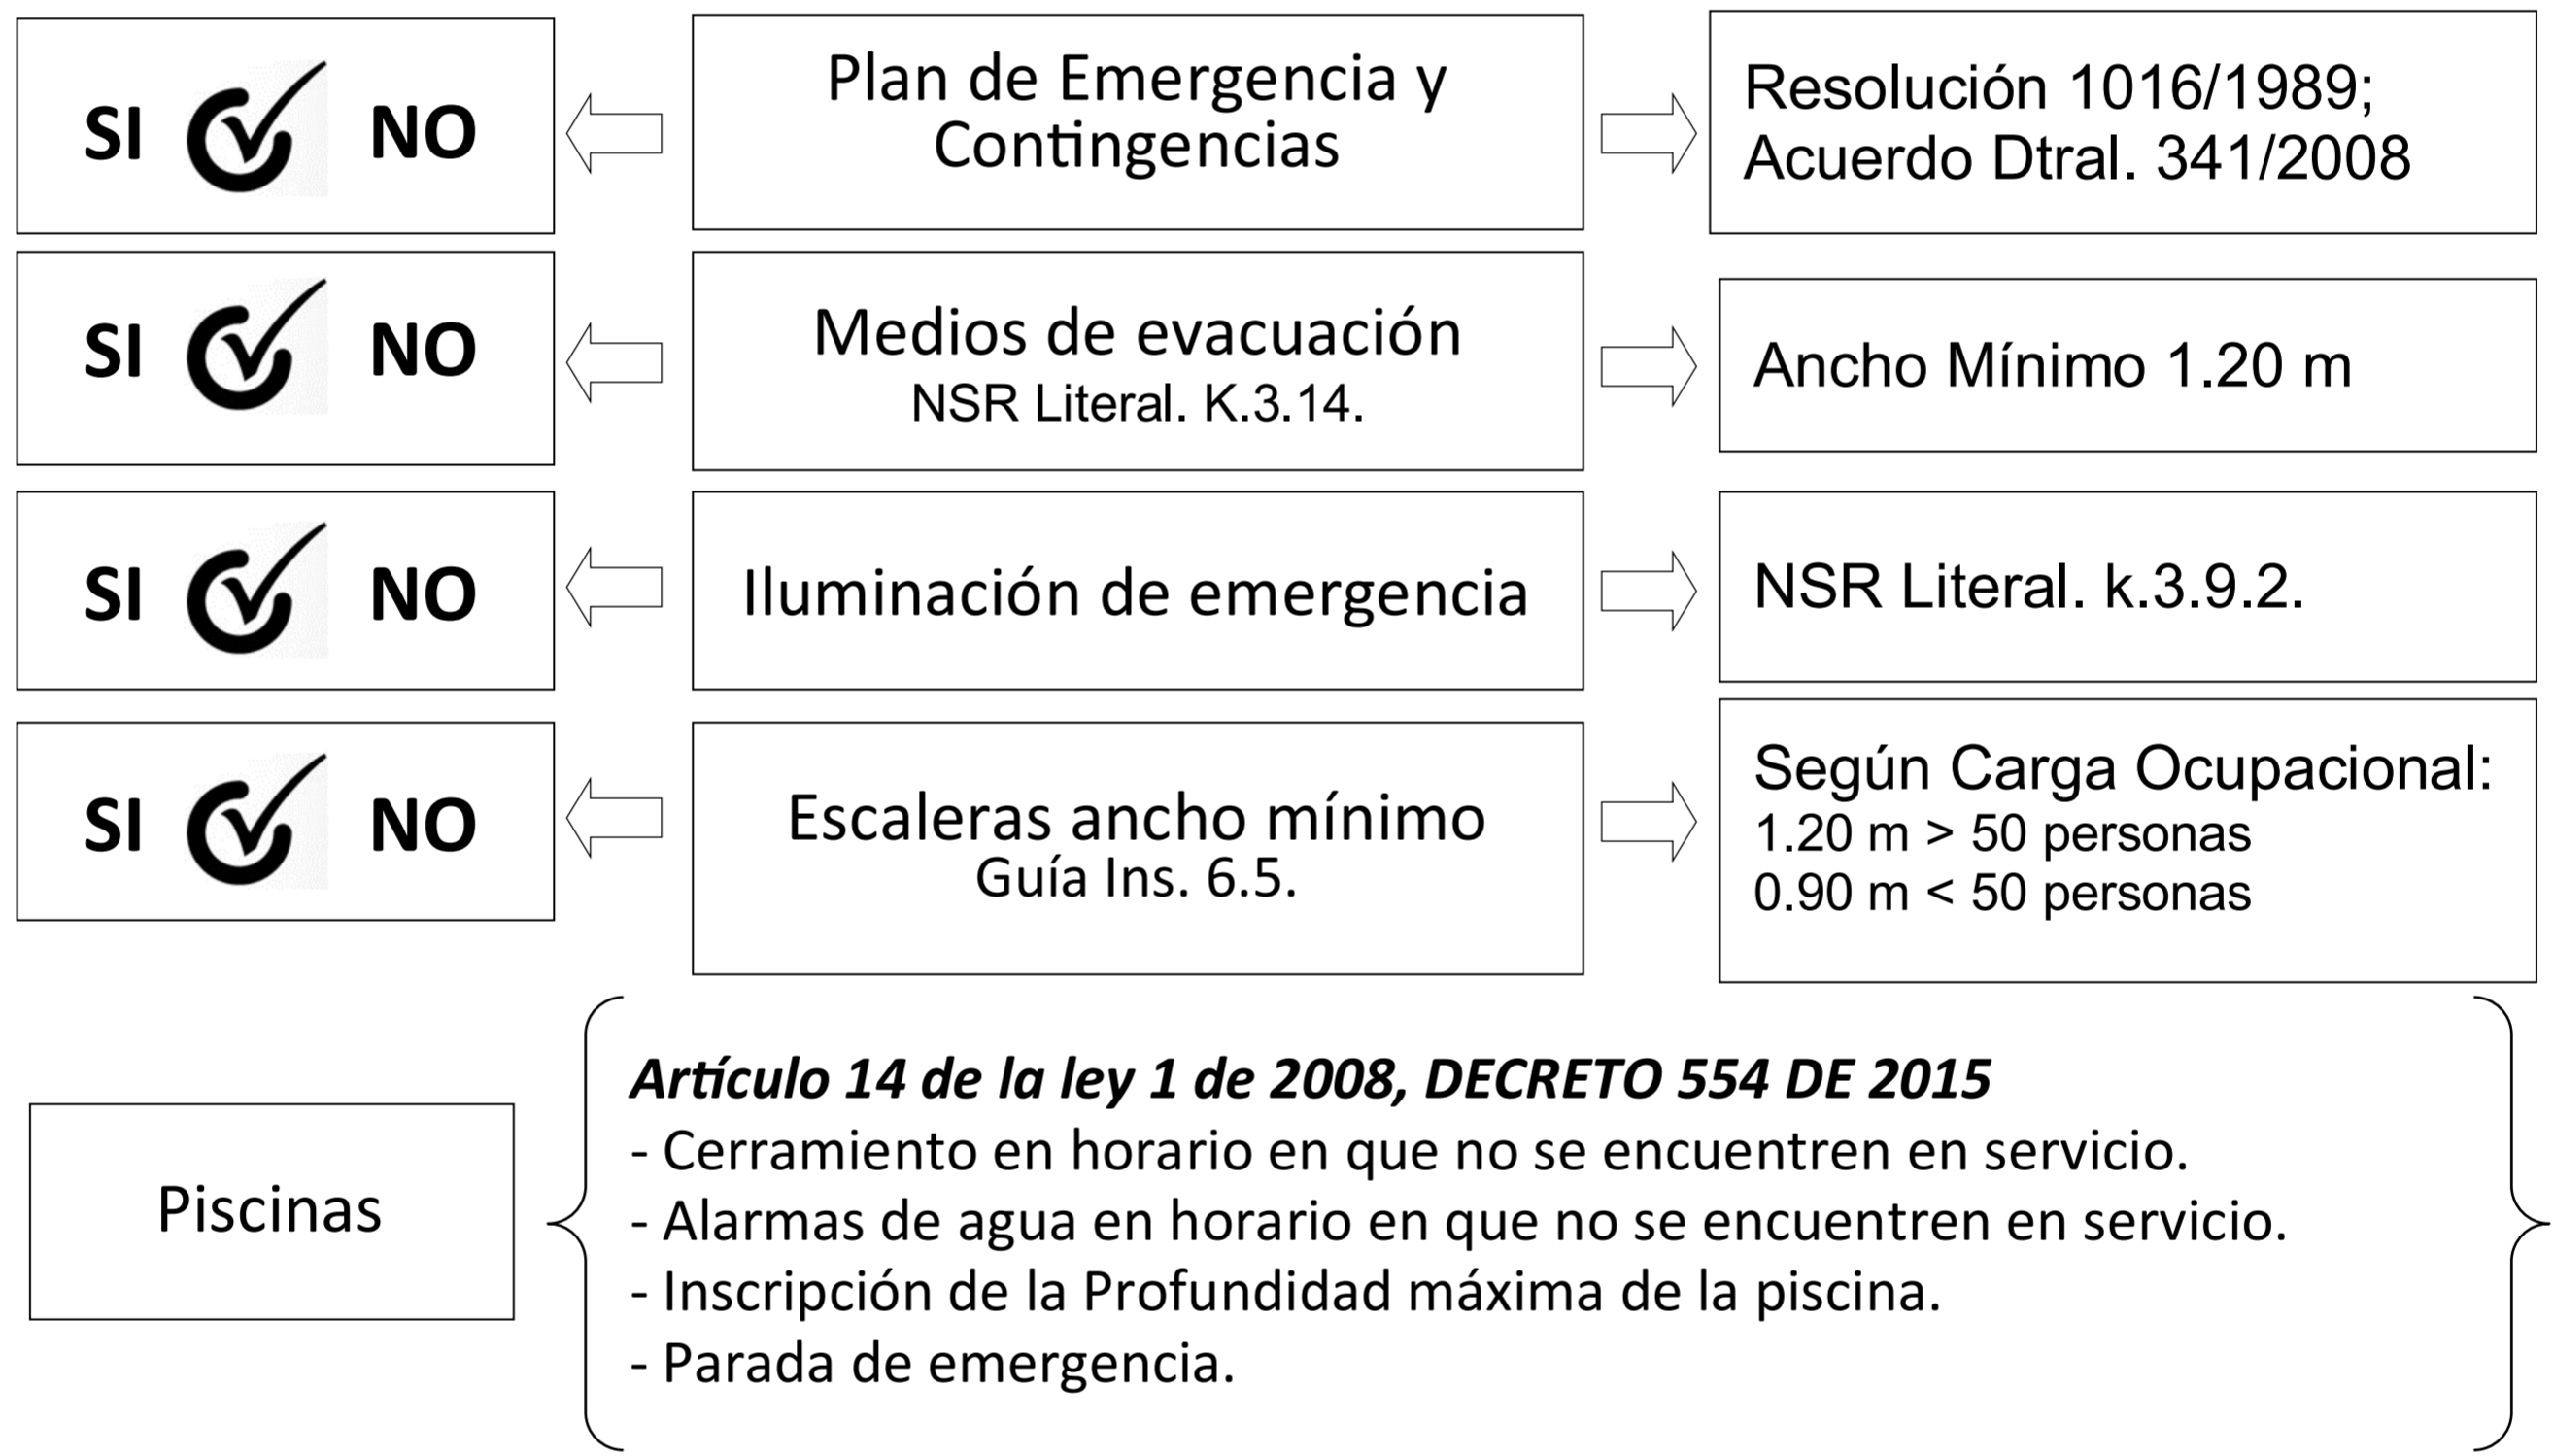 SI NO
Plan de Emergencia y
Contingencias
Resolución 1016/1989;
Acuerdo Dtral. 341/2008
SI NO
Medios de evacuación
NSR Literal. K.3.14.
Ancho Mínimo 1.20 m
SI NO
Iluminación de emergencia
NSR Literal. k.3.9.2.
SI NO
Escaleras ancho mínimo
Guía Ins. 6.5.
Según Carga Ocupacional:
1.20 m > 50 personas
0.90 m < 50 personas
Piscinas
Artículo 14 de la ley 1 de 2008, DECRETO 554 DE 2015
- Cerramiento en horario en que no se encuentren en servicio.
- Alarmas de agua en horario en que no se encuentren en servicio.
- Inscripción de la Profundidad máxima de la piscina.
- Parada de emergencia.